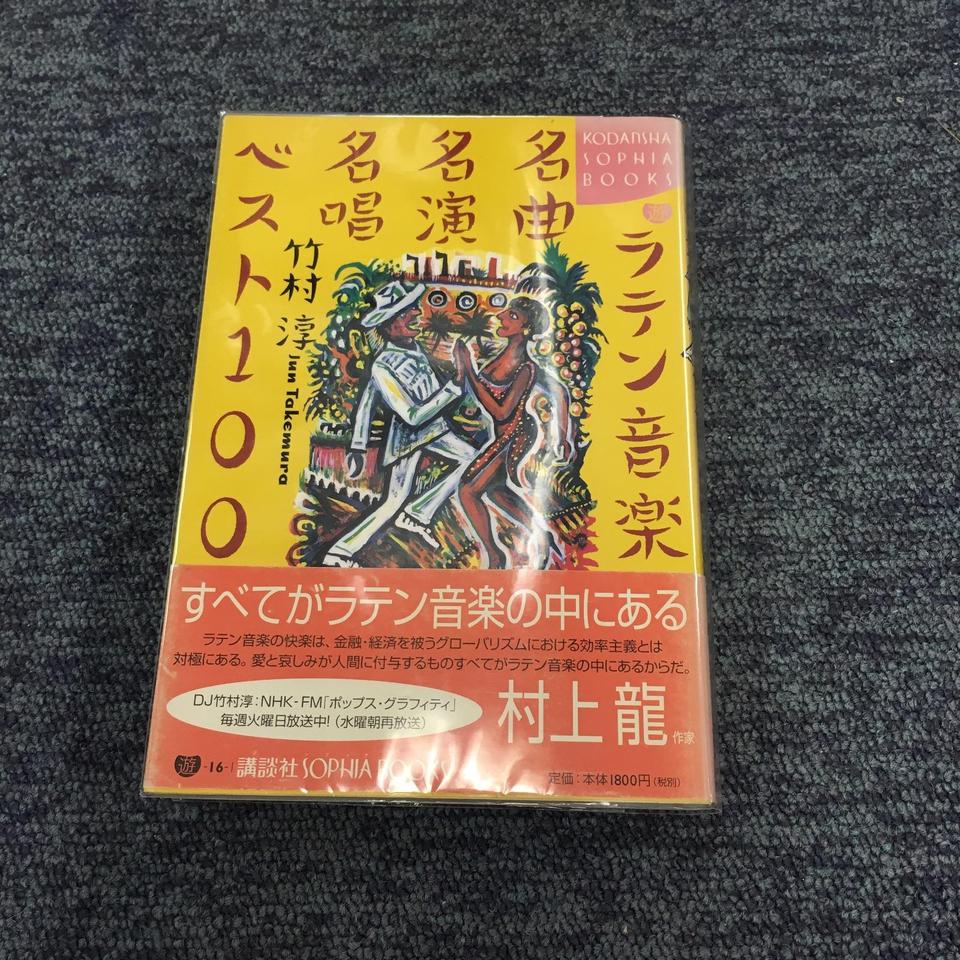 KODANSHA
SOPHIA
BOOKS
遊
ラテン音楽
名曲
名演
名唱
ベスト100
竹村 淳
Jun Takemura
すべてがラテン音楽の中にある
ラテン音楽の快楽は、金融・経済を被うグローバリズムにおける効率主義とは
対極にある。愛と哀しみが人間に付与するものすべてがラテン音楽の中にあるからだ。
村上 龍 作家
DJ竹村淳:NHK-FM「ポップス・グラフィティ」
毎週火曜日放送中!(水曜朝再放送)
遊 -16-1 講談社 SOPHIA BOOKS
定価:本体1800円(税別)